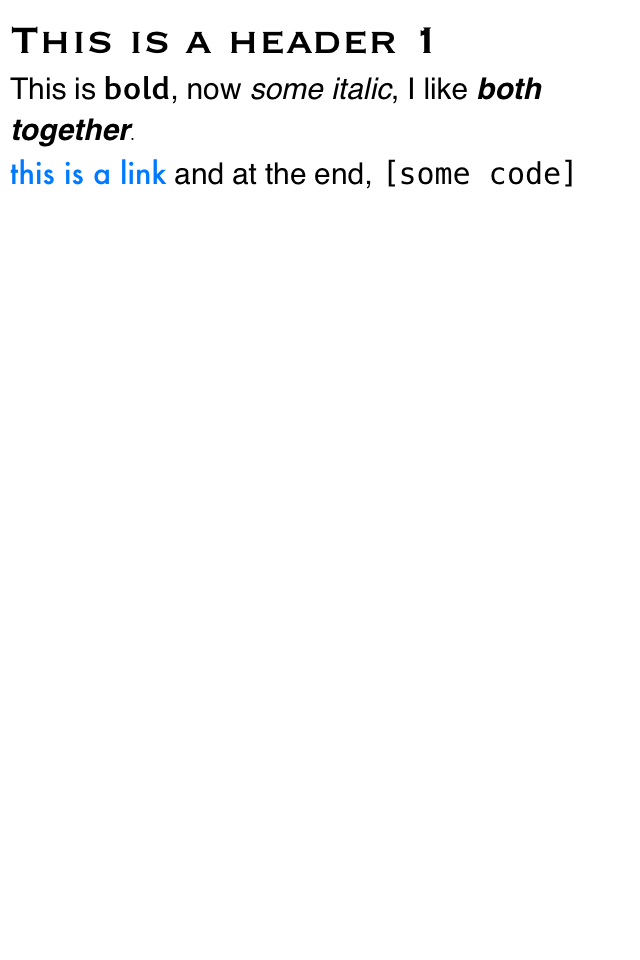 This is a header 1
This is bold, now some italic, I like both
together.
this is a link and at the end, [some code]